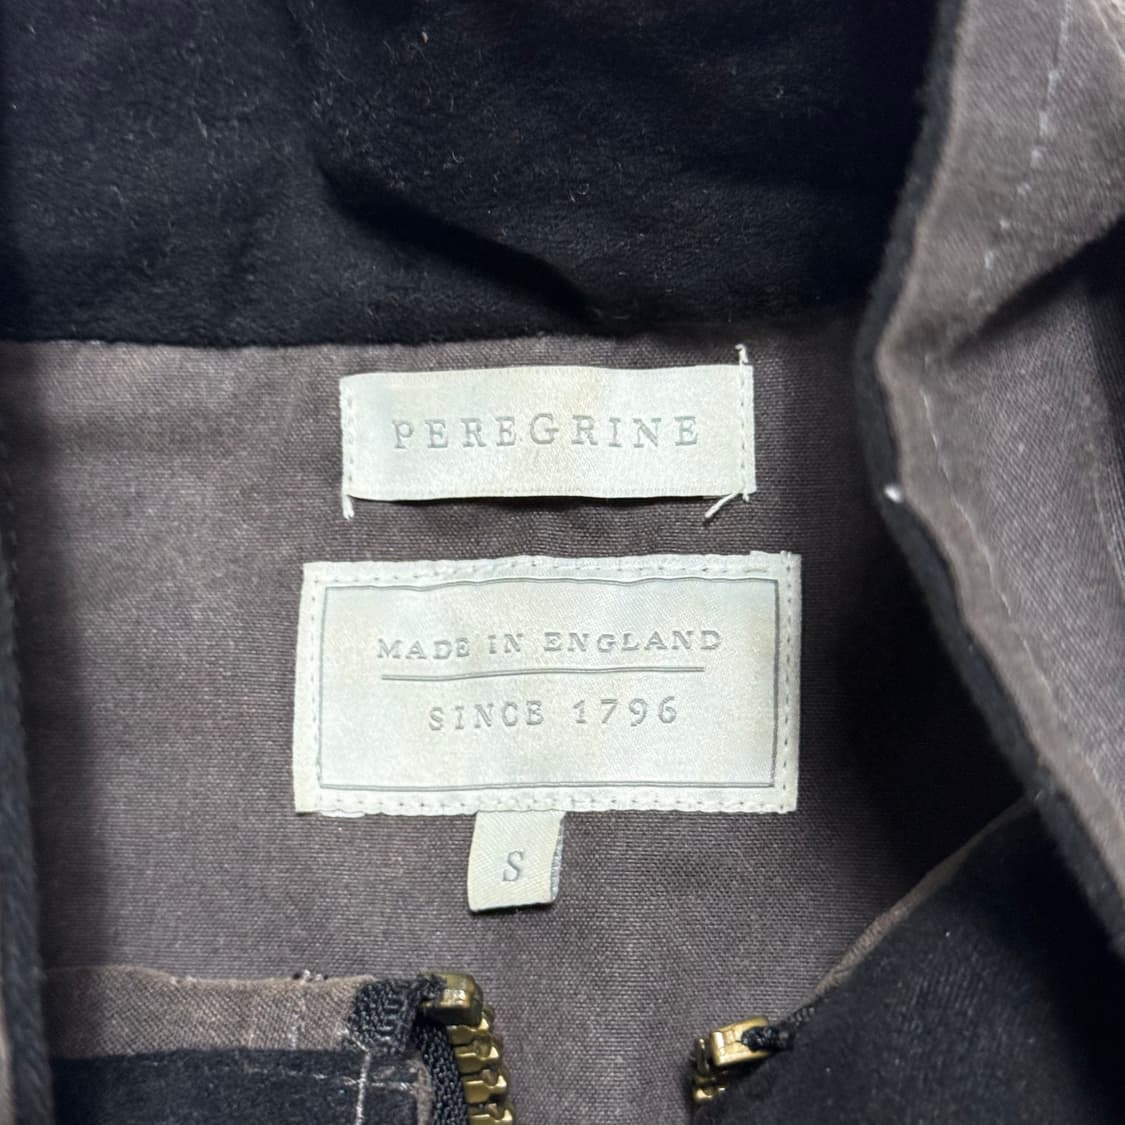 PEREGRINE
MADE IN ENGLAND
SINCE 1796
S